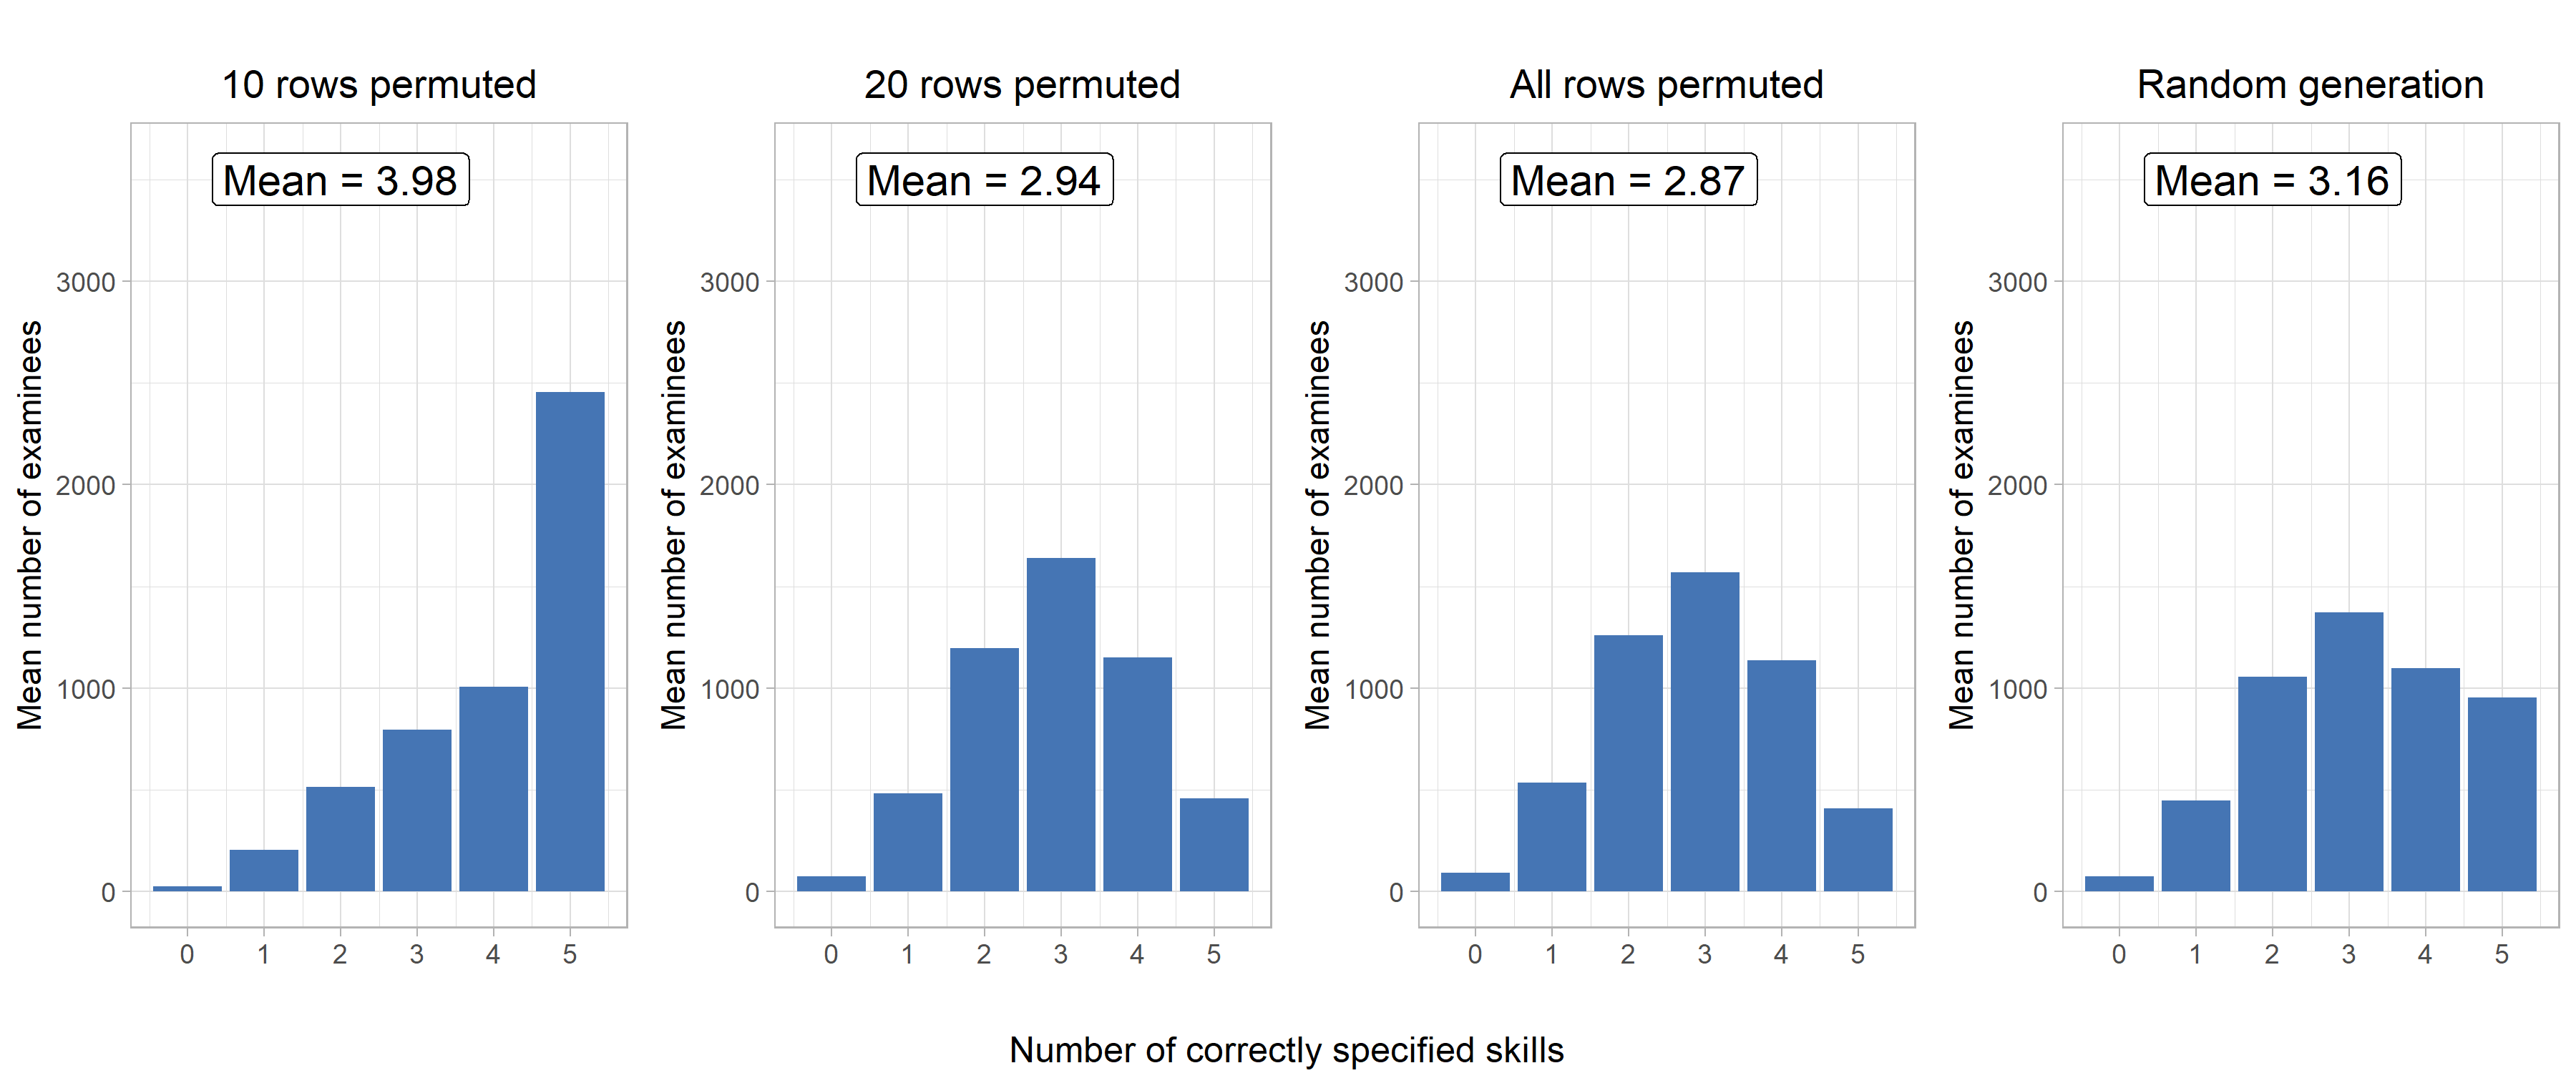 10 rows permuted
Mean = 3.98
Mean number of examinees
3000
2000
1000
0
0 1 2 3 4 5
20 rows permuted
Mean = 2.94
Mean number of examinees
3000
2000
1000
0
0 1 2 3 4 5
All rows permuted
Mean = 2.87
Mean number of examinees
3000
2000
1000
0
0 1 2 3 4 5
Random generation
Mean = 3.16
Mean number of examinees
3000
2000
1000
0
0 1 2 3 4 5
Number of correctly specified skills